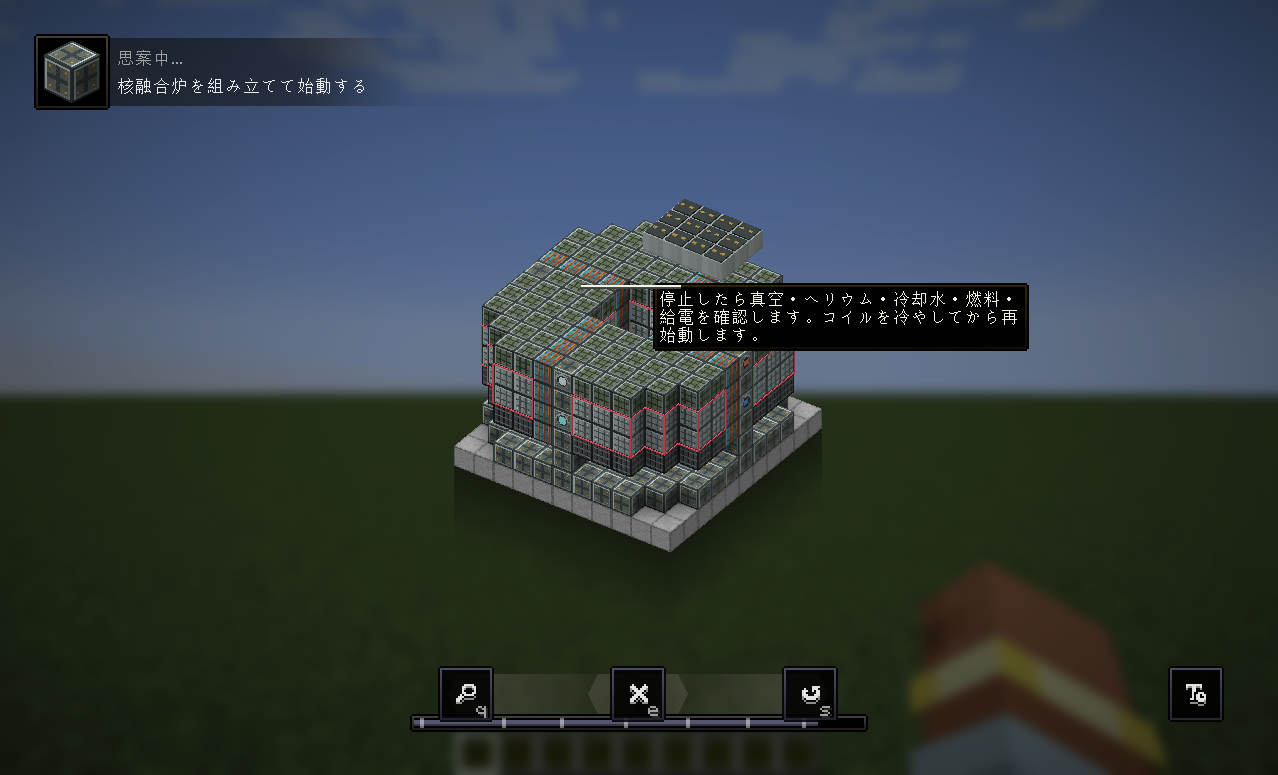 思案中...
核融合炉を組み立てて始動する
停止したら真空・ヘリウム・冷却水・燃料・
給電を確認します。コイルを冷やしてから再
始動します。
q
e
s
T